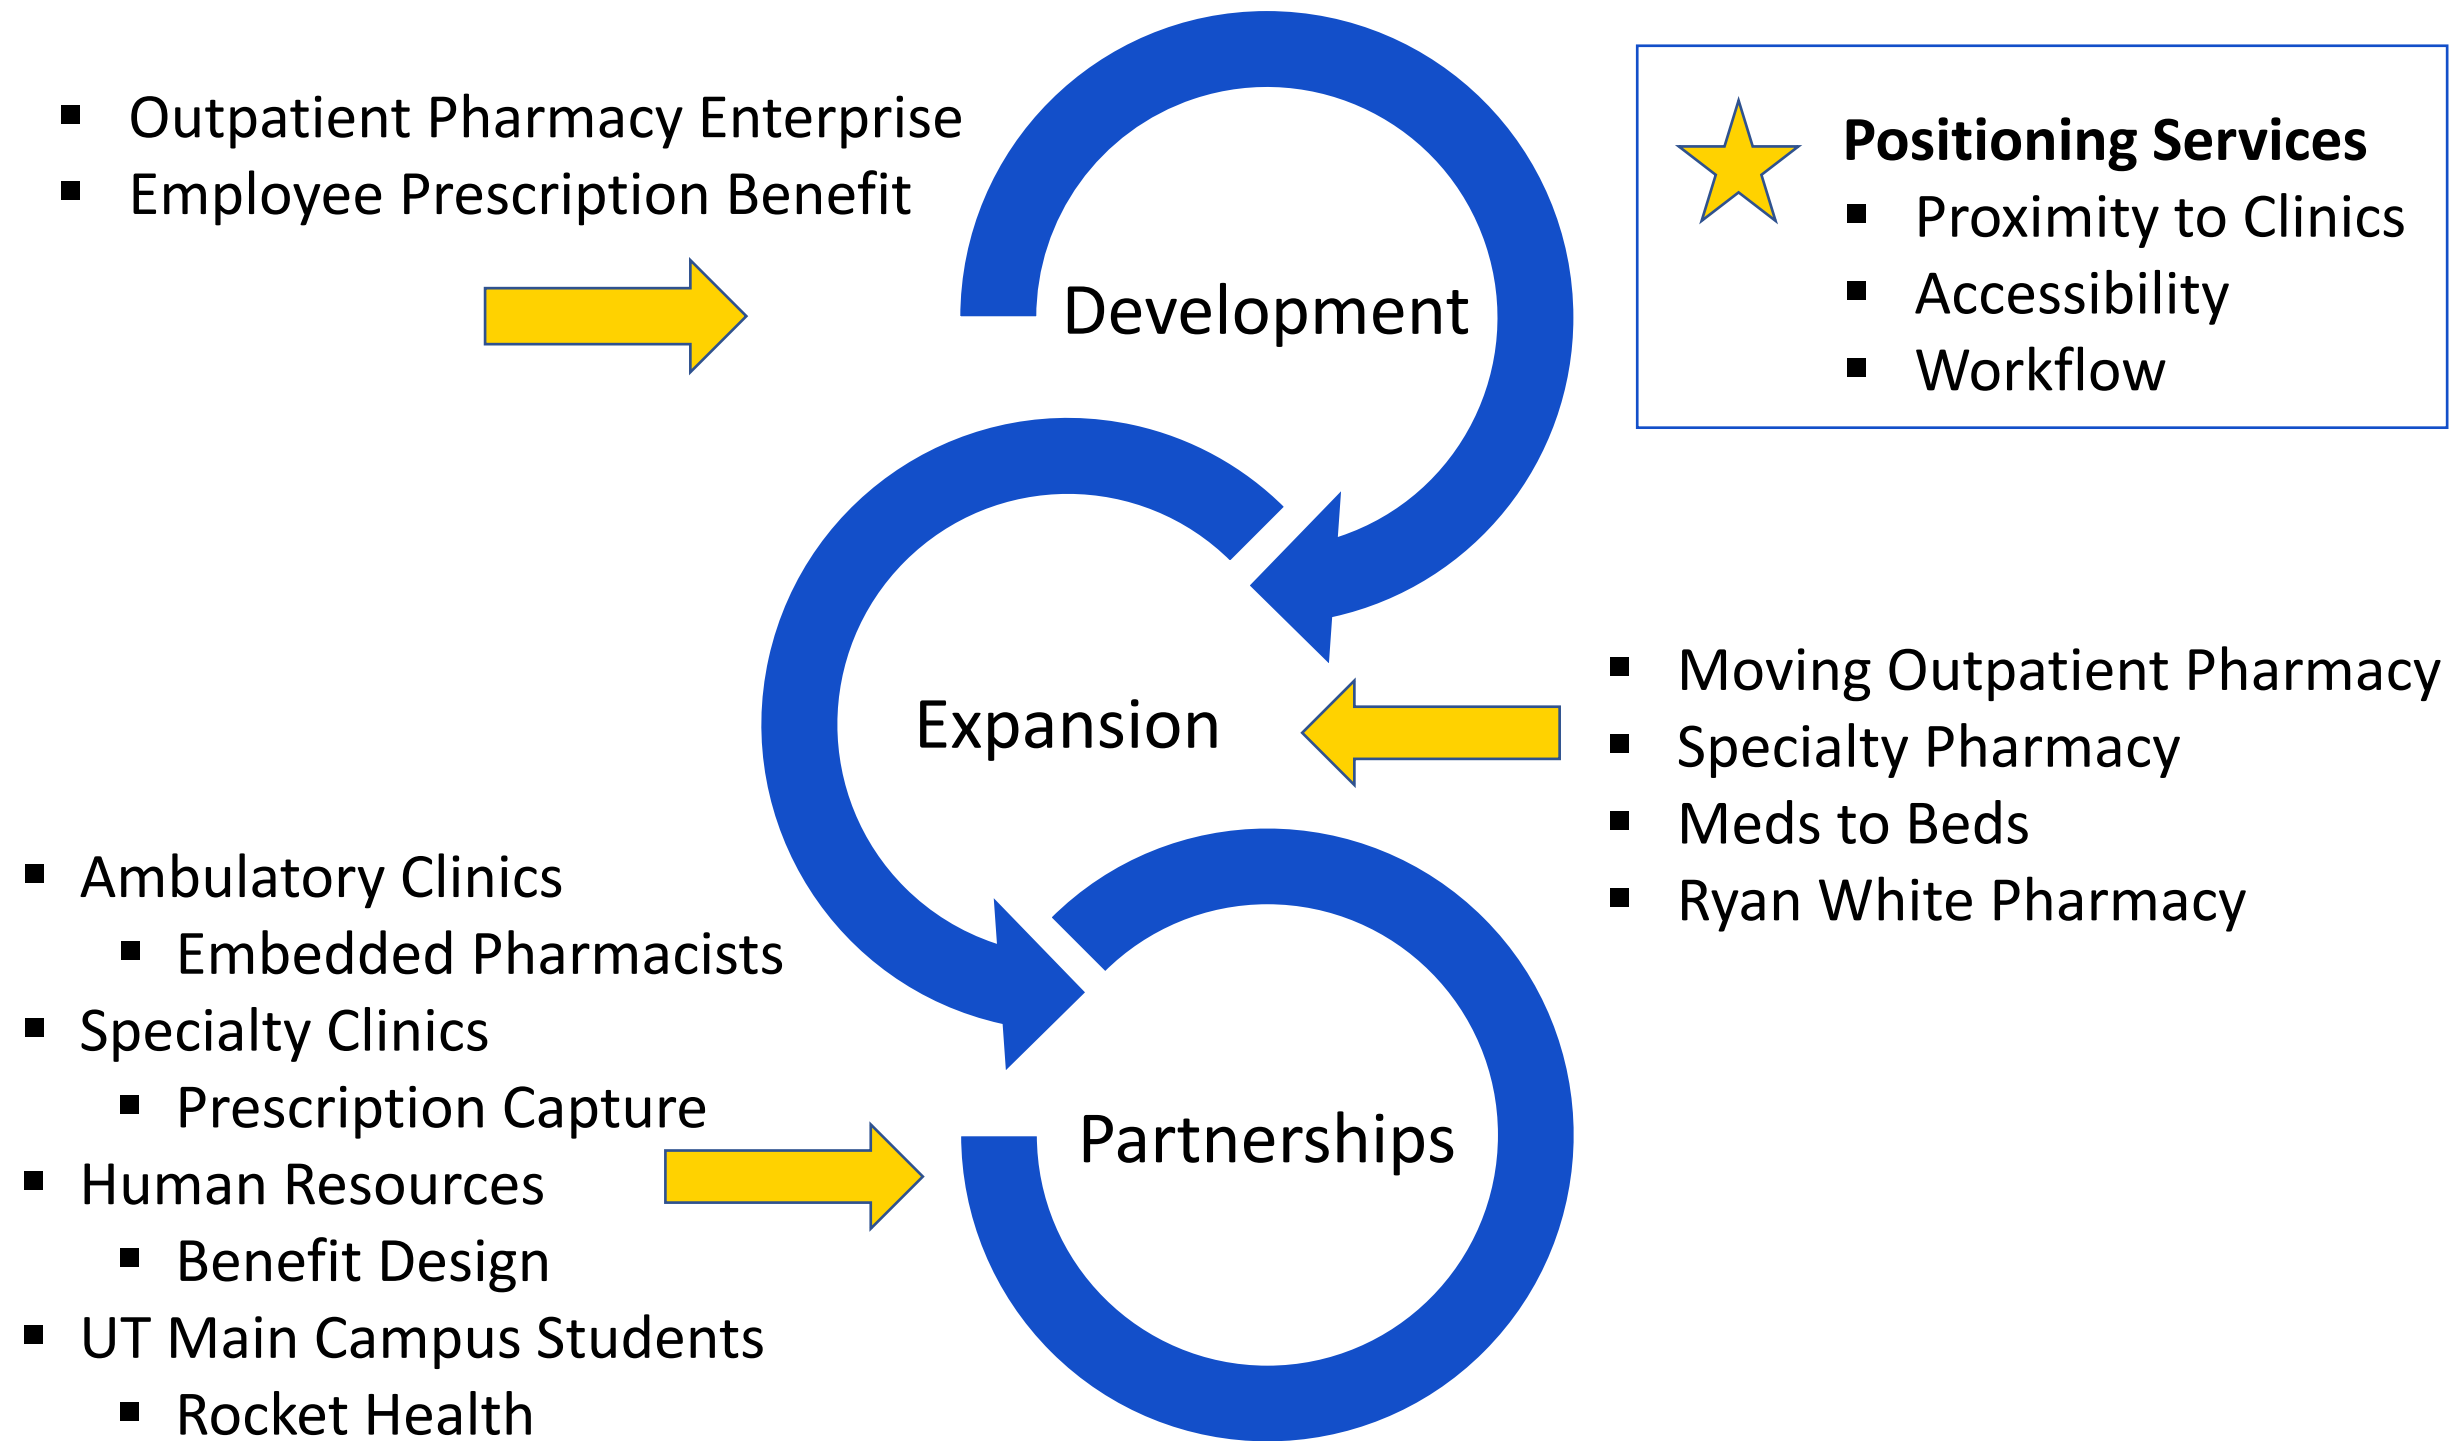 ▪ Outpatient Pharmacy Enterprise
▪ Employee Prescription Benefit
Development
Positioning Services
▪ Proximity to Clinics
▪ Accessibility
▪ Workflow
Expansion
▪ Moving Outpatient Pharmacy
▪ Specialty Pharmacy
▪ Meds to Beds
▪ Ryan White Pharmacy
▪ Ambulatory Clinics
▪ Embedded Pharmacists
▪ Specialty Clinics
▪ Prescription Capture
▪ Human Resources
▪ Benefit Design
▪ UT Main Campus Students
▪ Rocket Health
Partnerships